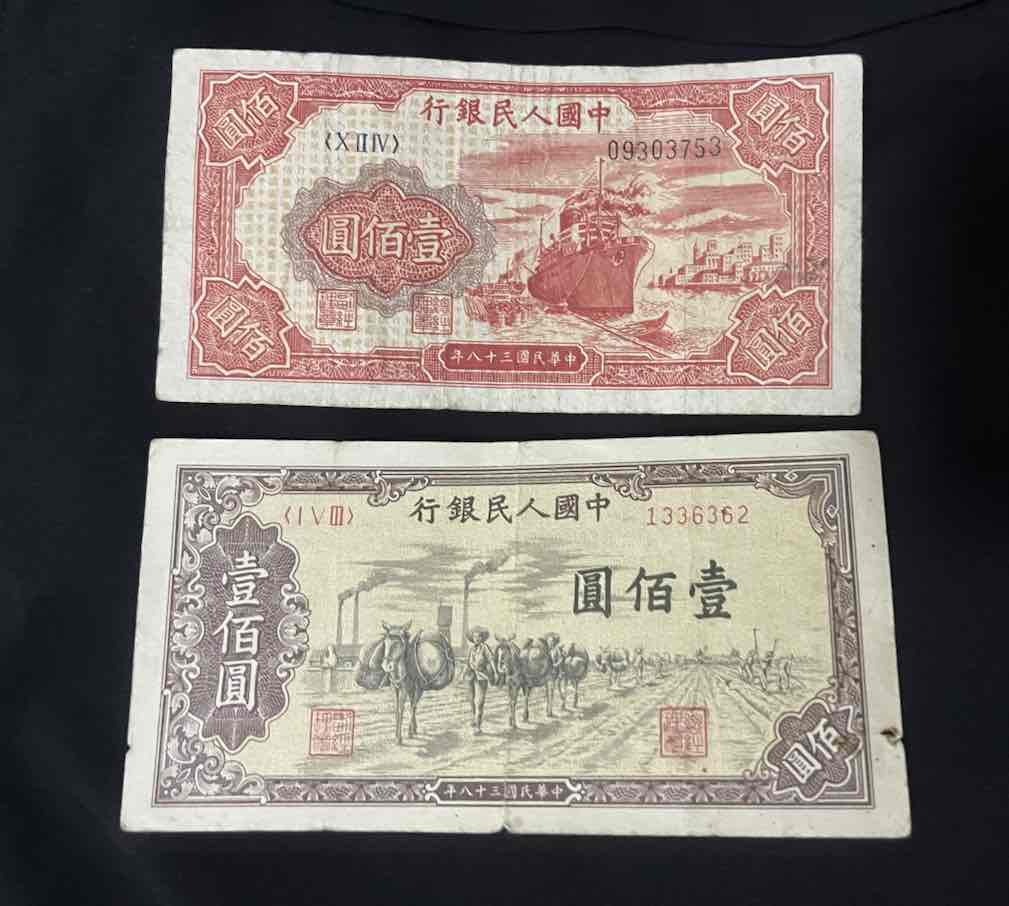 佰圓
中國人民銀行
佰圓
〈XⅡⅣ〉
09303753
壹佰圓
佰圓
中華民國三十八年
佰圓
中國人民銀行
〈ⅠⅤⅢ〉
1336362
壹佰圓
壹佰圓
佰圓
中華民國三十八年